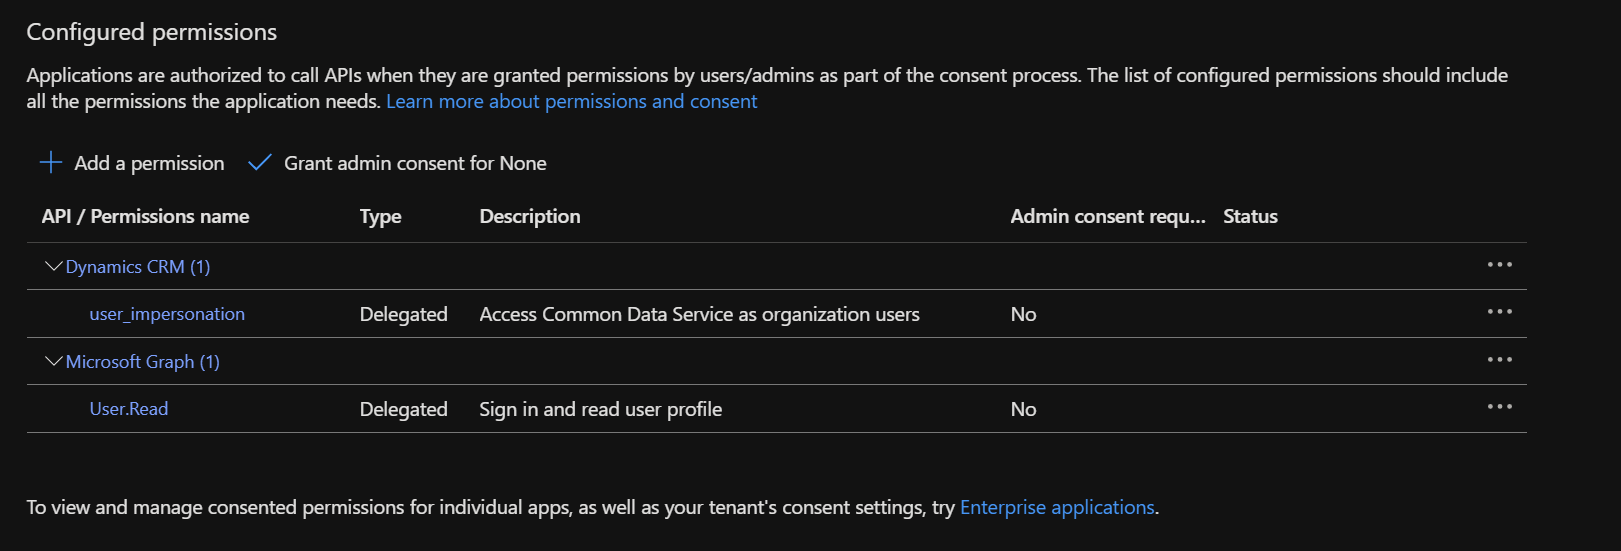 Configured permissions
Applications are authorized to call APIs when they are granted permissions by users/admins as part of the consent process. The list of configured permissions should include
all the permissions the application needs. Learn more about permissions and consent
Add a permission Grant admin consent for None
API / Permissions name Type Description Admin consent requ... Status
Dynamics CRM (1)
user_impersonation Delegated Access Common Data Service as organization users No
Microsoft Graph (1)
User.Read Delegated Sign in and read user profile No
To view and manage consented permissions for individual apps, as well as your tenant's consent settings, try Enterprise applications.